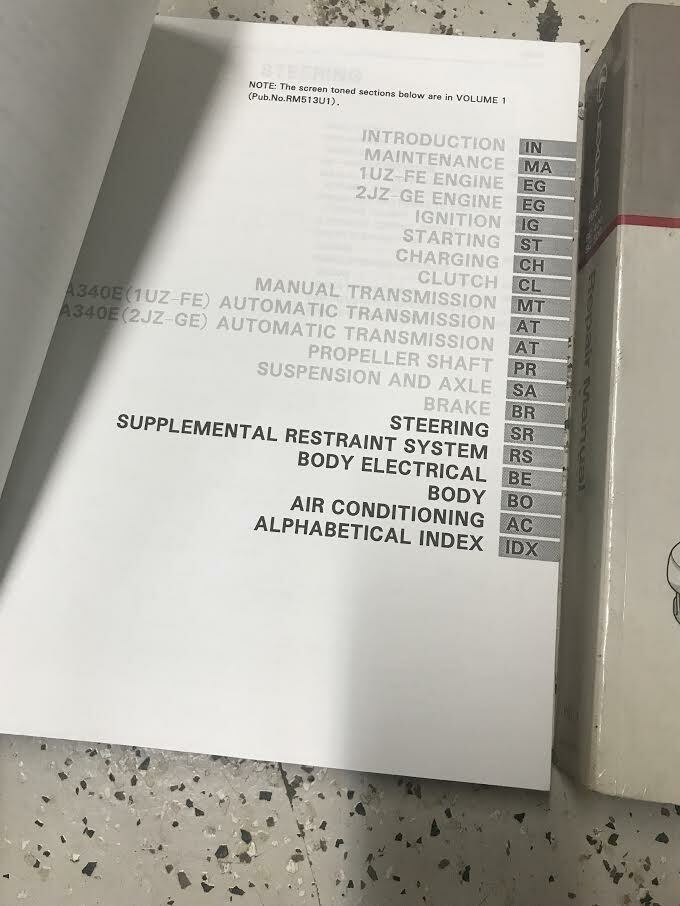 STEERING
NOTE: The screen toned sections below are in VOLUME 1
(Pub.No.RM513U1).
INTRODUCTION IN
MAINTENANCE MA
1UZ-FE ENGINE EG
2JZ-GE ENGINE EG
IGNITION IG
STARTING ST
CHARGING CH
CLUTCH CL
MANUAL TRANSMISSION MT
A340E(1UZ-FE) AUTOMATIC TRANSMISSION AT
A340E(2JZ-GE) AUTOMATIC TRANSMISSION AT
PROPELLER SHAFT PR
SUSPENSION AND AXLE SA
BRAKE BR
STEERING SR
SUPPLEMENTAL RESTRAINT SYSTEM RS
BODY ELECTRICAL BE
BODY BO
AIR CONDITIONING AC
ALPHABETICAL INDEX IDX
LEXUS
Repair Manual